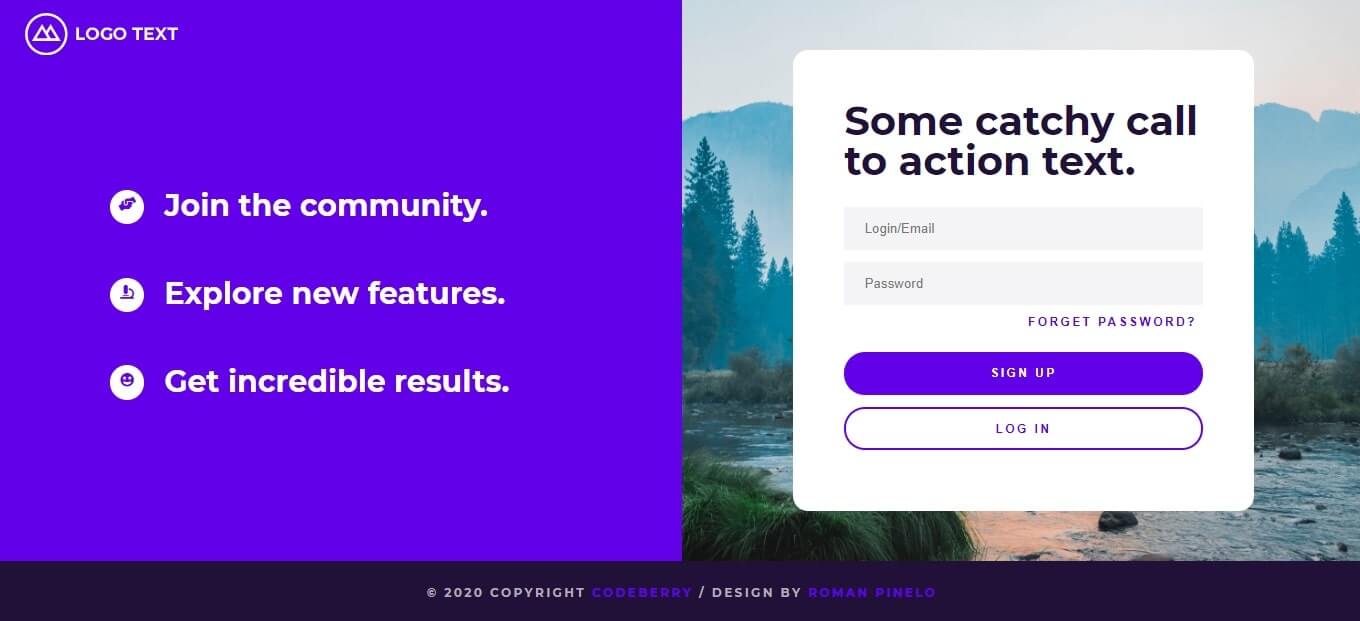 LOGO TEXT
Join the community.
Explore new features.
Get incredible results.
Some catchy call
to action text.
Login/Email
Password
FORGET PASSWORD?
SIGN UP
LOG IN
© 2020 COPYRIGHT CODEBERRY / DESIGN BY ROMAN PINELO